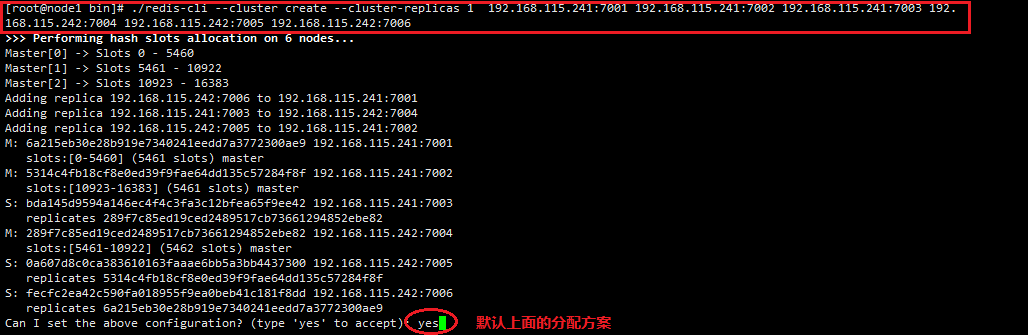 [root@node1 bin]# ./redis-cli --cluster create --cluster-replicas 1  192.168.115.241:7001 192.168.115.241:7002 192.168.115.241:7003 192.
168.115.242:7004 192.168.115.242:7005 192.168.115.242:7006
>>> Performing hash slots allocation on 6 nodes...
Master[0] -> Slots 0 - 5460
Master[1] -> Slots 5461 - 10922
Master[2] -> Slots 10923 - 16383
Adding replica 192.168.115.242:7006 to 192.168.115.241:7001
Adding replica 192.168.115.241:7003 to 192.168.115.242:7004
Adding replica 192.168.115.242:7005 to 192.168.115.241:7002
M: 6a215eb30e28b919e7340241eedd7a3772300ae9 192.168.115.241:7001
   slots:[0-5460] (5461 slots) master
M: 5314c4fb18cf8e0ed39f9fae64dd135c57284f8f 192.168.115.241:7002
   slots:[10923-16383] (5461 slots) master
S: bda145d9594a146ec4f4c3fa3c12bfea65f9ee42 192.168.115.241:7003
   replicates 289f7c85ed19ced2489517cb73661294852ebe82
M: 289f7c85ed19ced2489517cb73661294852ebe82 192.168.115.242:7004
   slots:[5461-10922] (5462 slots) master
S: 0a607d8c0ca383610163faaae6bb5a3bb4437300 192.168.115.242:7005
   replicates 5314c4fb18cf8e0ed39f9fae64dd135c57284f8f
S: fecfc2ea42c590fa018955f9ea0beb41c181f8dd 192.168.115.242:7006
   replicates 6a215eb30e28b919e7340241eedd7a3772300ae9
Can I set the above configuration? (type 'yes' to accept): yes 默认上面的分配方案